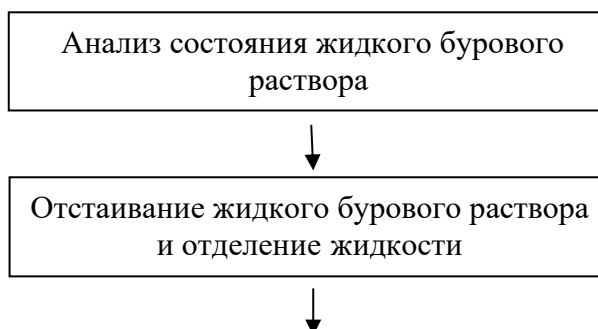 Анализ состояния жидкого бурового
раствора
Отстаивание жидкого бурового раствора
и отделение жидкости